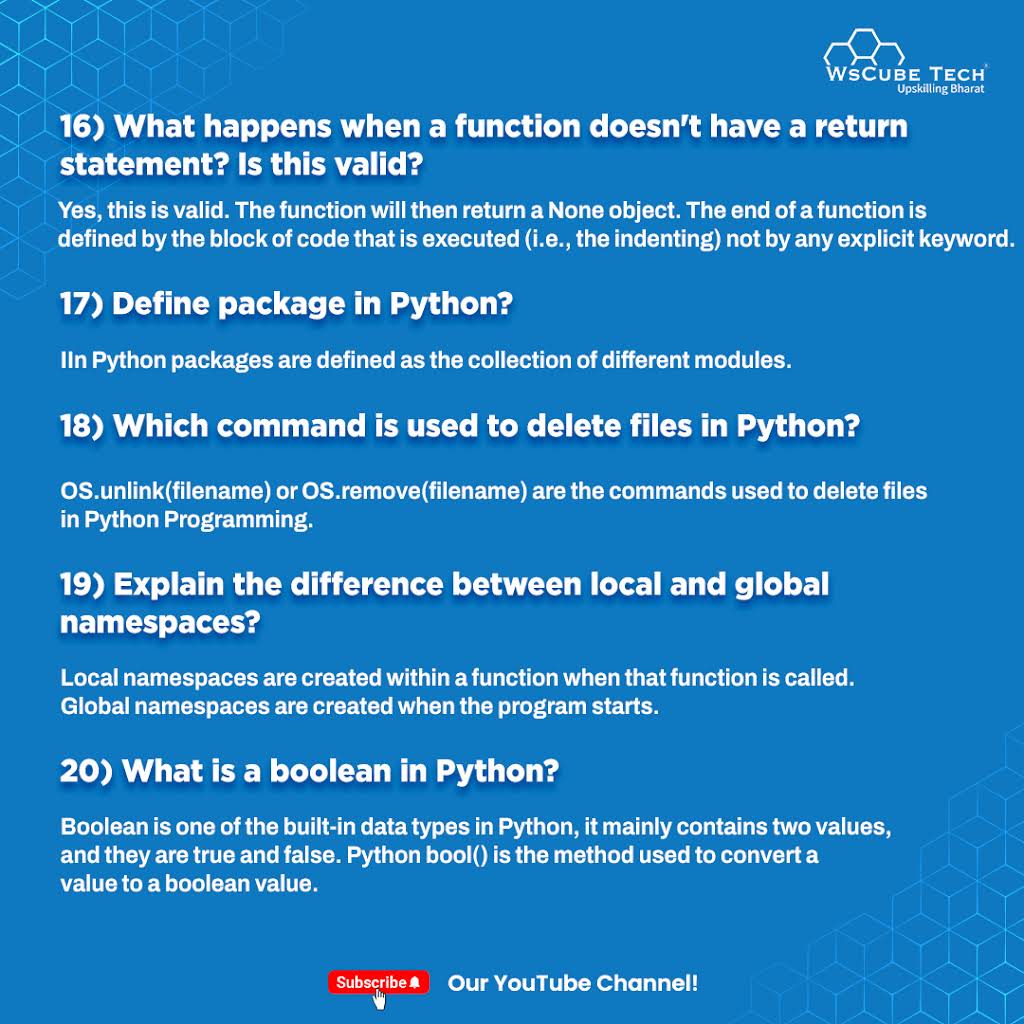 WsCube Tech®
Upskilling Bharat
16) What happens when a function doesn't have a return
statement? Is this valid?
Yes, this is valid. The function will then return a None object. The end of a function is
defined by the block of code that is executed (i.e., the indenting) not by any explicit keyword.
17) Define package in Python?
IIn Python packages are defined as the collection of different modules.
18) Which command is used to delete files in Python?
OS.unlink(filename) or OS.remove(filename) are the commands used to delete files
in Python Programming.
19) Explain the difference between local and global
namespaces?
Local namespaces are created within a function when that function is called.
Global namespaces are created when the program starts.
20) What is a boolean in Python?
Boolean is one of the built-in data types in Python, it mainly contains two values,
and they are true and false. Python bool() is the method used to convert a
value to a boolean value.
Subscribe Our YouTube Channel!